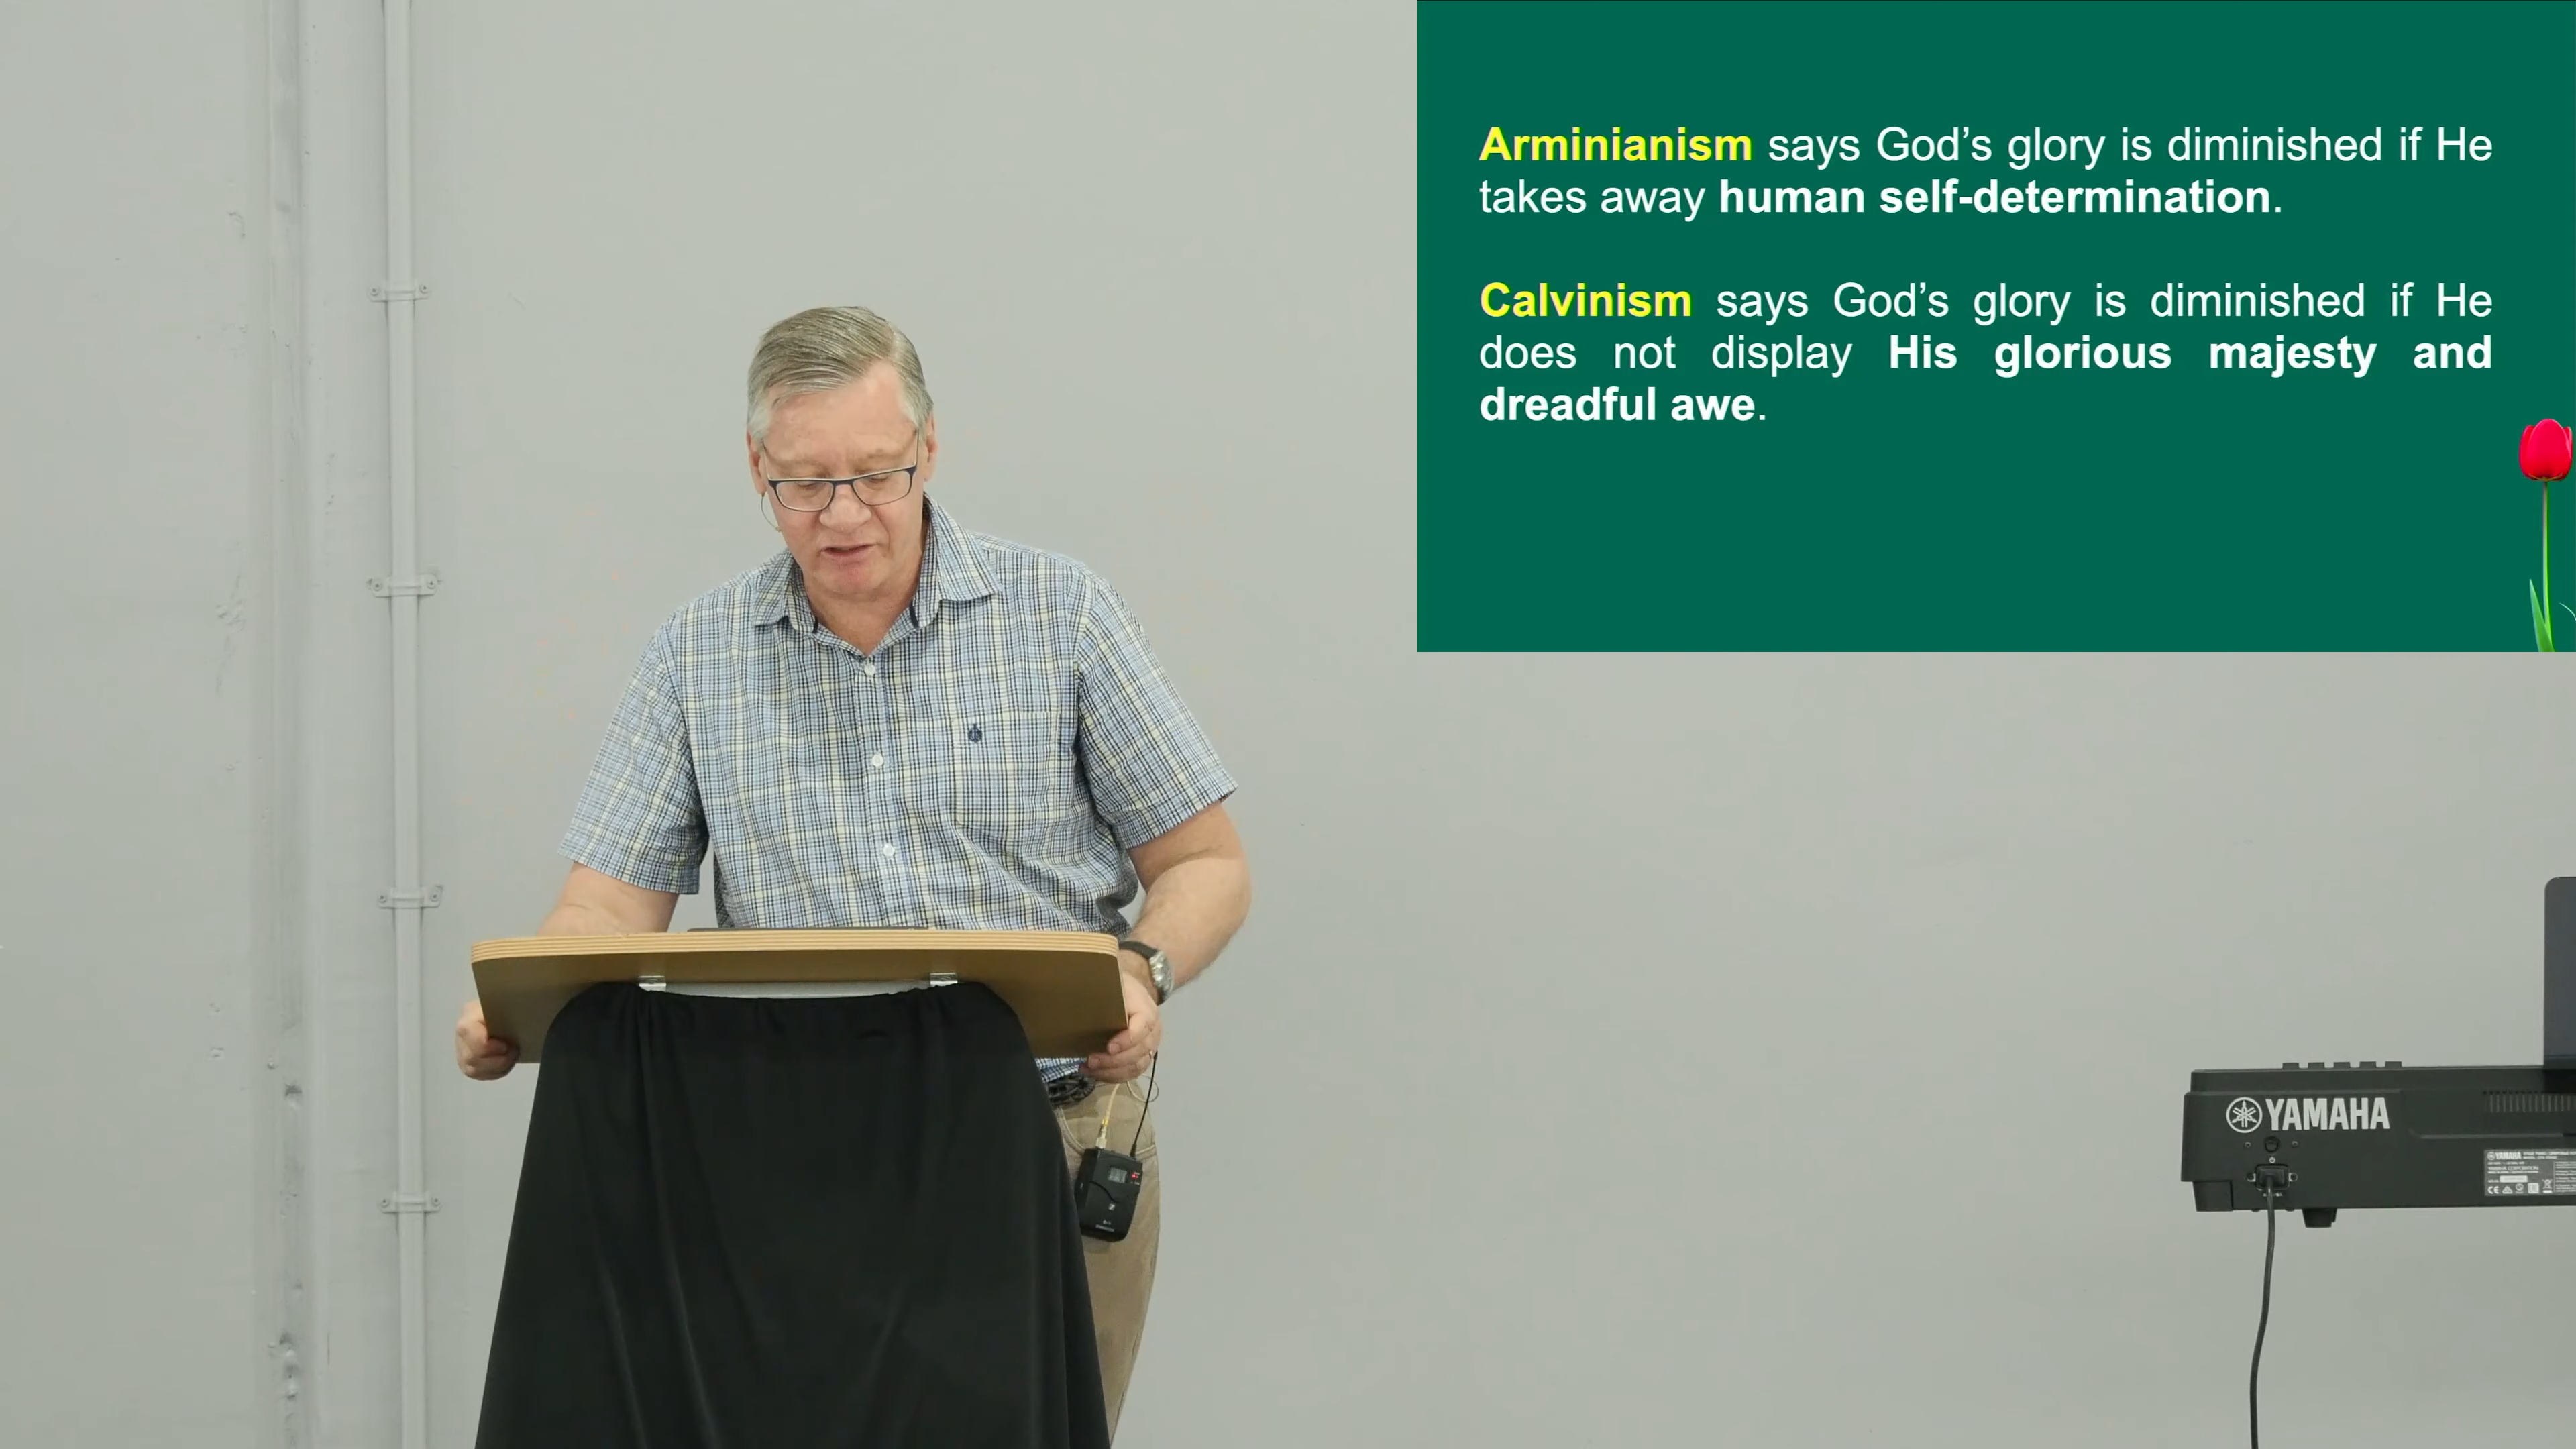 Arminianism says God’s glory is diminished if He
takes away human self-determination.
Calvinism says God’s glory is diminished if He
does not display His glorious majesty and
dreadful awe.
YAMAHA
YAMAHA